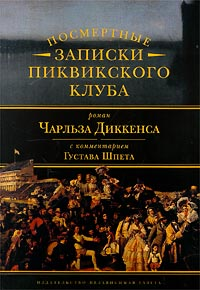 ПОСМЕРТНЫЕ
ЗАПИСКИ
ПИКВИКСКОГО
КЛУБА
роман
ЧАРЛЬЗА ДИККЕНСА
с комментарием
ГУСТАВА ШПЕТА
ИЗДАТЕЛЬСТВО НЕЗАВИСИМАЯ ГАЗЕТА